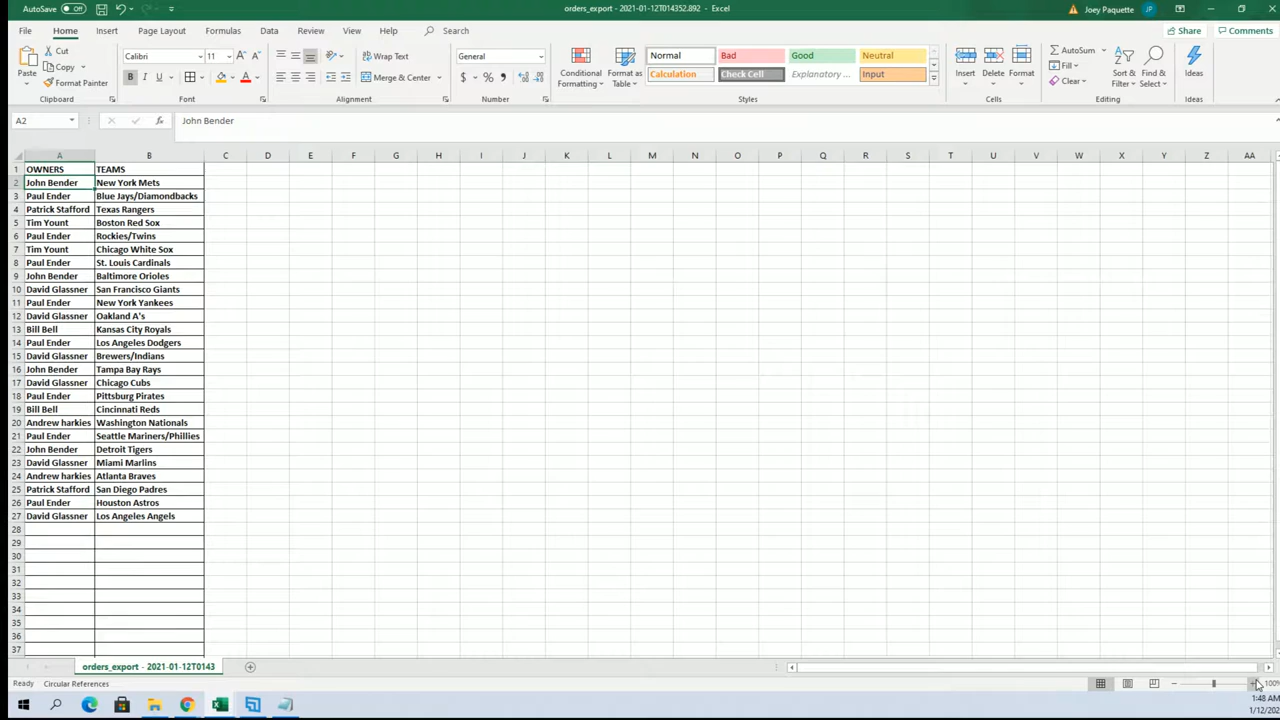 AutoSave Off orders_export - 2021-01-12T014352.892 - Excel Joey Paquette JP
File Home Insert Page Layout Formulas Data Review View Help Search Share Comments
Paste Cut Copy Format Painter Clipboard
Calibri 11 A A B I U A Font
ab Wrap Text Merge & Center Alignment
General $ % , Number
Conditional Formatting Format as Table Normal Bad Good Neutral
Calculation Check Cell Explanatory ... Input Styles
Insert Delete Format Cells
AutoSum Fill Clear Sort & Filter Find & Select Editing
Ideas Ideas
A2 fx John Bender
A B C D E F G H I J K L M N O P Q R S T U V W X Y Z AA
1 OWNERS TEAMS
2 John Bender New York Mets
3 Paul Ender Blue Jays/Diamondbacks
4 Patrick Stafford Texas Rangers
5 Tim Yount Boston Red Sox
6 Paul Ender Rockies/Twins
7 Tim Yount Chicago White Sox
8 Paul Ender St. Louis Cardinals
9 John Bender Baltimore Orioles
10 David Glassner San Francisco Giants
11 Paul Ender New York Yankees
12 David Glassner Oakland A's
13 Bill Bell Kansas City Royals
14 Paul Ender Los Angeles Dodgers
15 David Glassner Brewers/Indians
16 John Bender Tampa Bay Rays
17 David Glassner Chicago Cubs
18 Paul Ender Pittsburg Pirates
19 Bill Bell Cincinnati Reds
20 Andrew harkies Washington Nationals
21 Paul Ender Seattle Mariners/Phillies
22 John Bender Detroit Tigers
23 David Glassner Miami Marlins
24 Andrew harkies Atlanta Braves
25 Patrick Stafford San Diego Padres
26 Paul Ender Houston Astros
27 David Glassner Los Angeles Angels
28
29
30
31
32
33
34
35
36
37
orders_export - 2021-01-12T0143
Ready Circular References 100%
1:48 AM
1/12/202